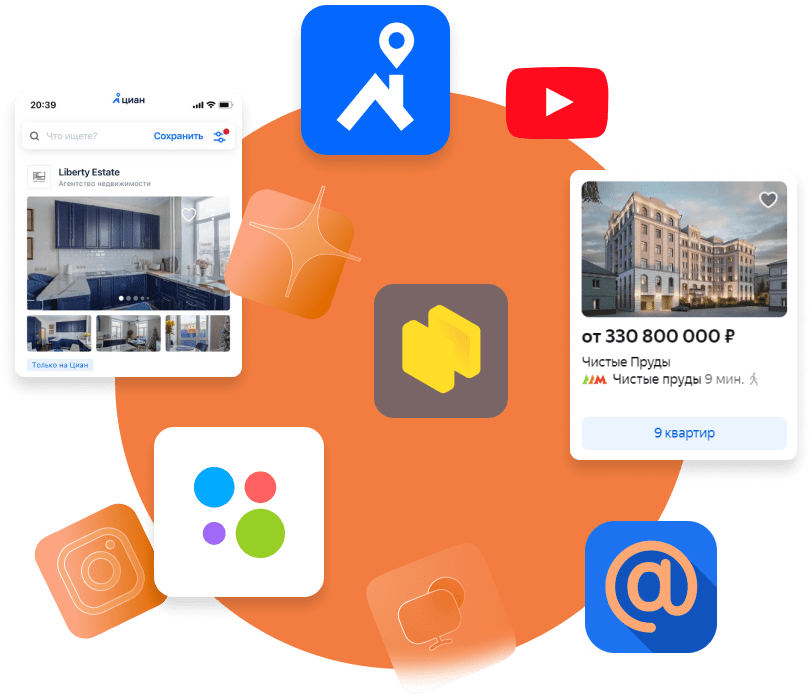 20:39
циан
Что ищете?
Сохранить
Liberty Estate
Агентство недвижимости
Только на Циан
от 330 800 000 ₽
Чистые Пруды
Чистые пруды 9 мин.
9 квартир
@